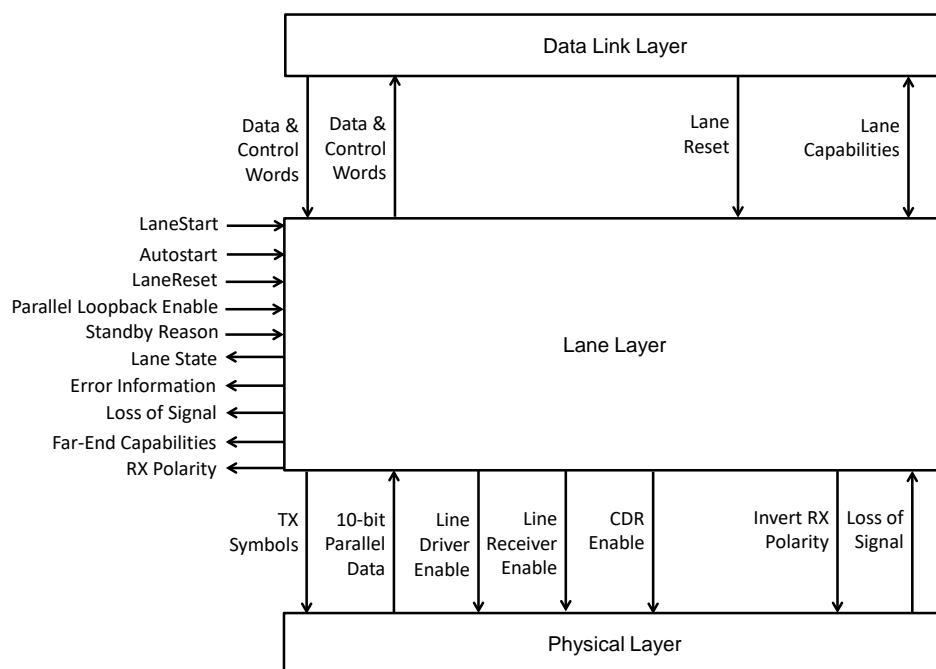 Data Link Layer
Data &
Control
Words
Data &
Control
Words
Lane
Reset
Lane
Capabilities
LaneStart
Autostart
LaneReset
Parallel Loopback Enable
Standby Reason
Lane State
Error Information
Loss of Signal
Far-End Capabilities
RX Polarity
Lane Layer
TX
Symbols
10-bit
Parallel
Data
Line
Driver
Enable
Line
Receiver
Enable
CDR
Enable
Invert RX
Polarity
Loss of
Signal
Physical Layer